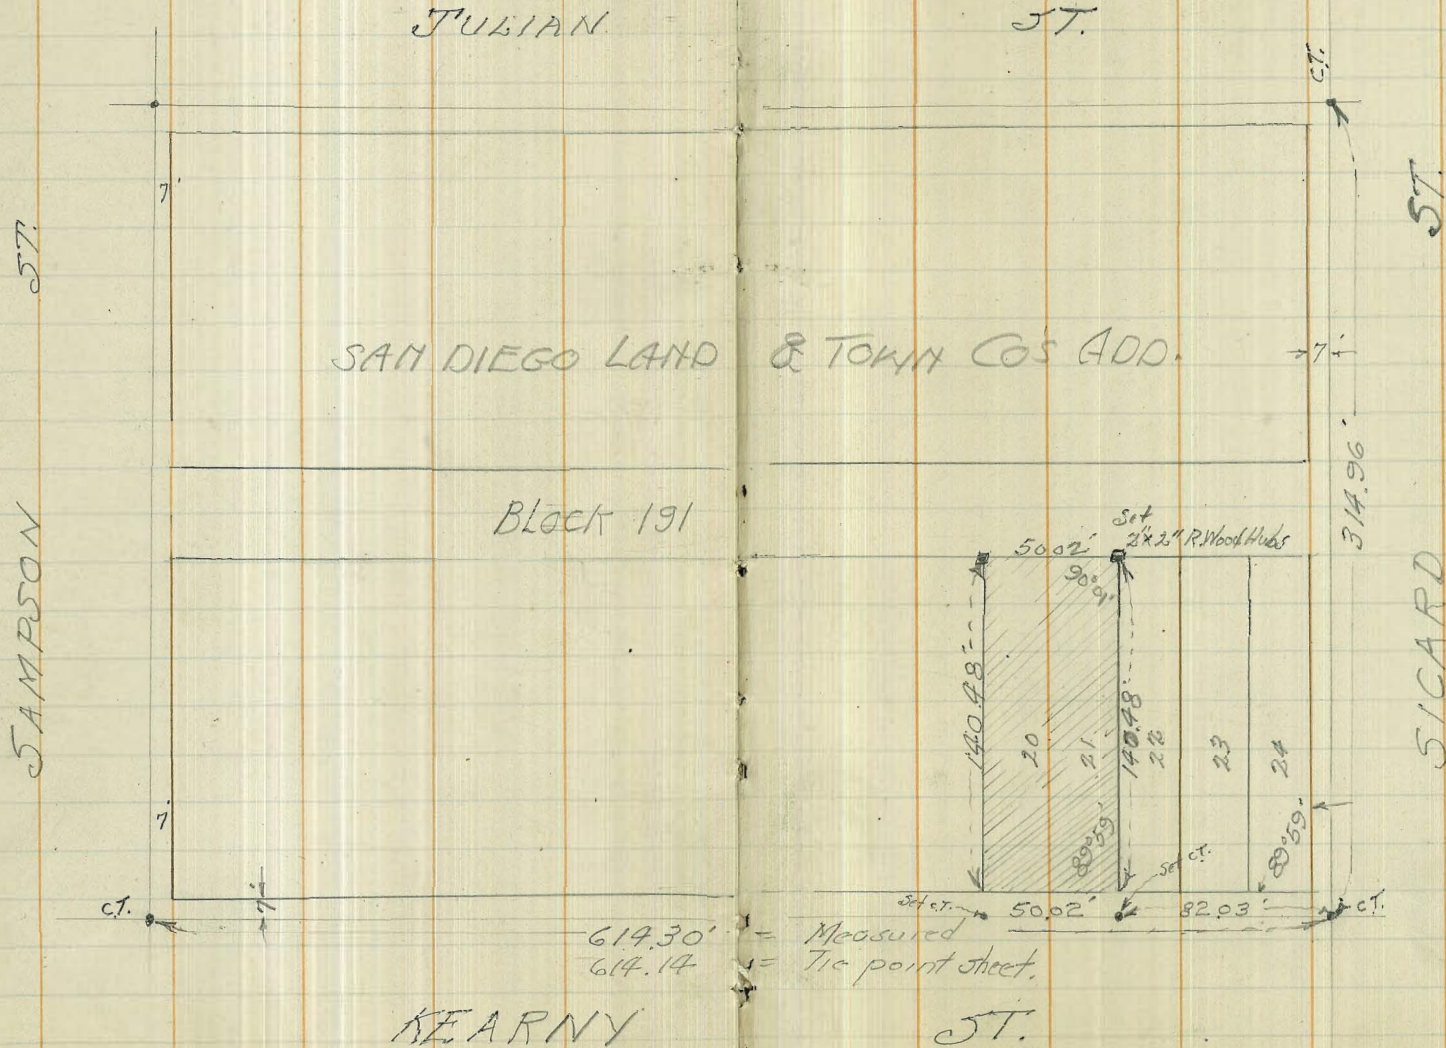 JULIAN ST.
C.T.
7'
ST.
ST.
SAN DIEGO LAND & TOWN CO'S ADD.
7'
314.96'
BLOCK 191
Set
2"x2" R.Wood Hubs
50.02'
90°01'
SAMPSON
SICARD
140.48'
20
21
140.48'
22
23
24
7'
89°59'
89°59'
Set C.T.
C.T.
7'
Set C.T.
50.02'
82.03'
C.T.
614.30' = Measured
614.14 = Tie point sheet.
KEARNY ST.